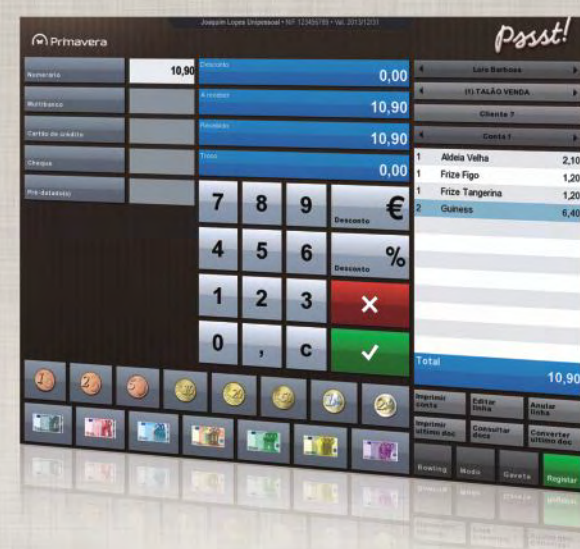 Joaquim Lopes Unipessoal • NIF 123456789 • Val. 2013/12/31
Primavera
Pssst!
Numerário 10,90
Multibanco
Cartão de crédito
Cheque
Pré-datado(s)
Desconto 0,00
A receber 10,90
Recebido 10,90
Troco 0,00
7 8 9 Desconto €
4 5 6 Desconto %
1 2 3
0 , C
Luis Barbosa
(1) TALÃO VENDA
Cliente ?
Conta 1
1 Aldeia Velha 2,10
1 Frize Figo 1,20
1 Frize Tangerina 1,20
2 Guiness 6,40
Total
10,90
Imprimir conta
Editar linha
Anular linha
Imprimir último doc
Consultar docs
Converter último doc
Bowling
Modo
Gaveta
Registar